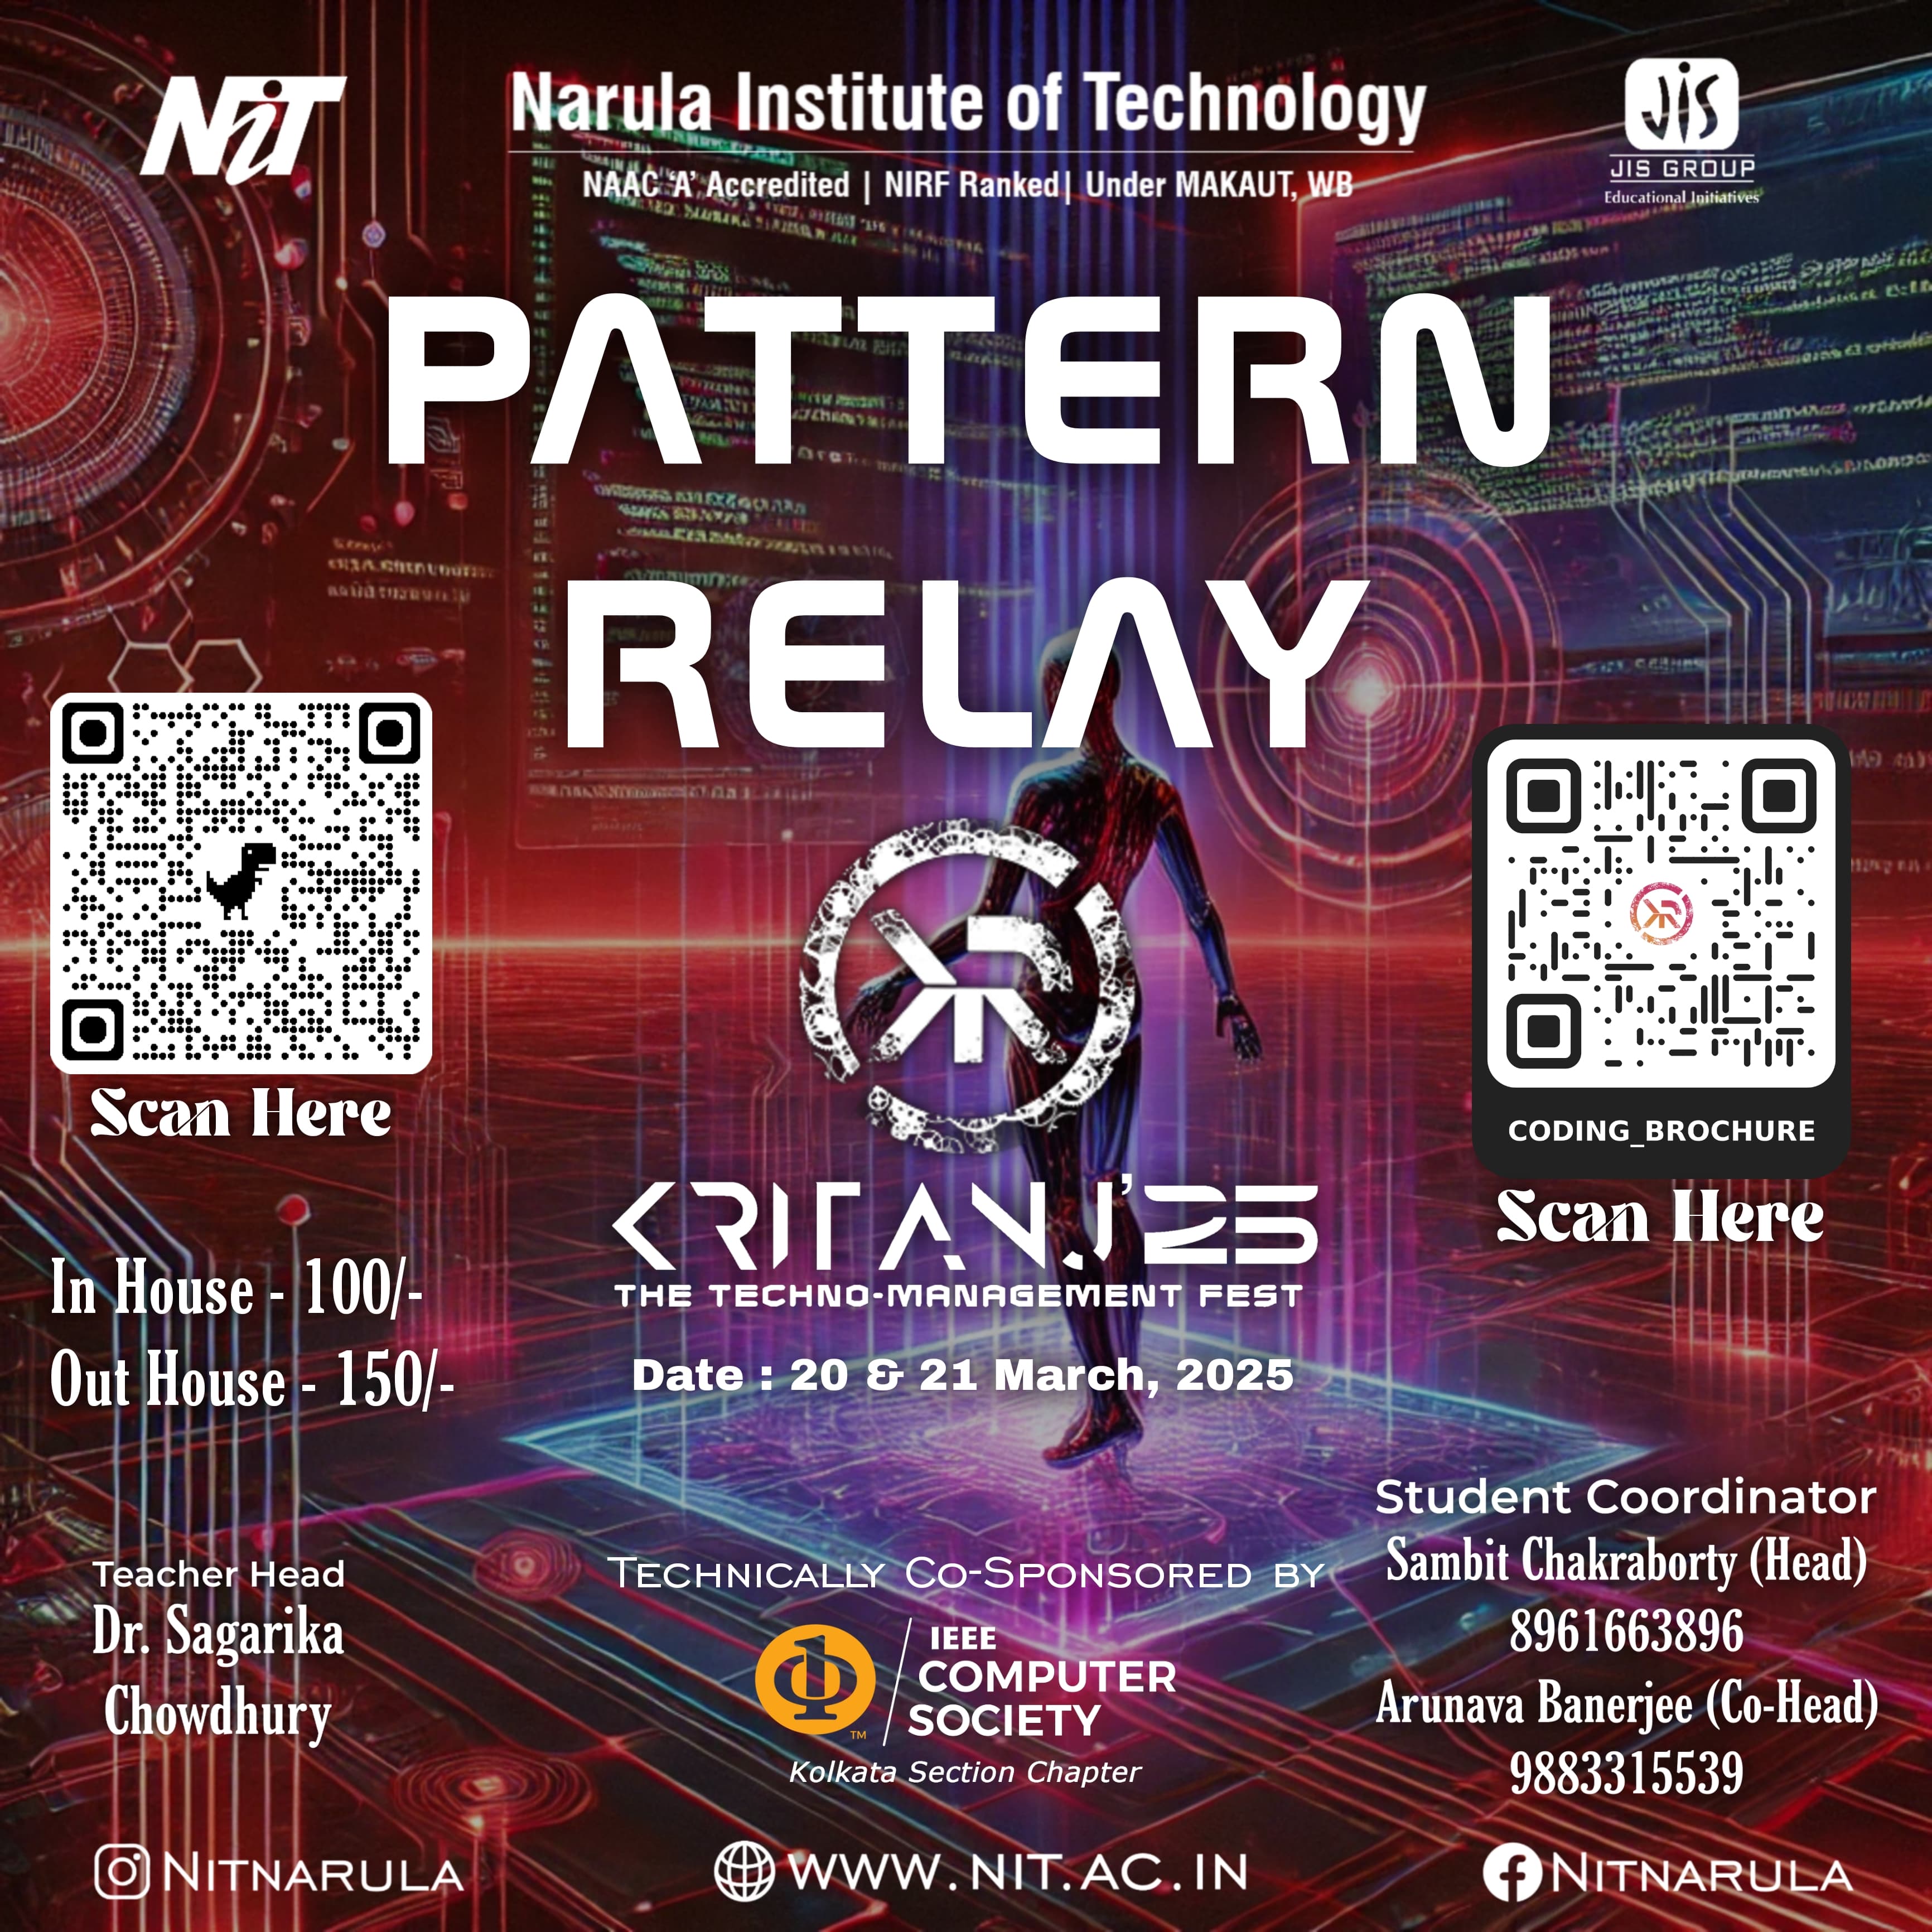 NiT
Narula Institute of Technology
NAAC 'A' Accredited | NIRF Ranked| Under MAKAUT, WB
JIS
JIS GROUP
Educational Initiatives
PATTERN
RELAY
Scan Here
CODING_BROCHURE
Scan Here
KRITANJ'25
THE TECHNO-MANAGEMENT FEST
Date : 20 & 21 March, 2025
In House - 100/-
Out House - 150/-
Teacher Head
Dr. Sagarika
Chowdhury
Technically Co-Sponsored by
IEEE
COMPUTER
SOCIETY
TM
Kolkata Section Chapter
Student Coordinator
Sambit Chakraborty (Head)
8961663896
Arunava Banerjee (Co-Head)
9883315539
Nitnarula
WWW.NIT.AC.IN
Nitnarula